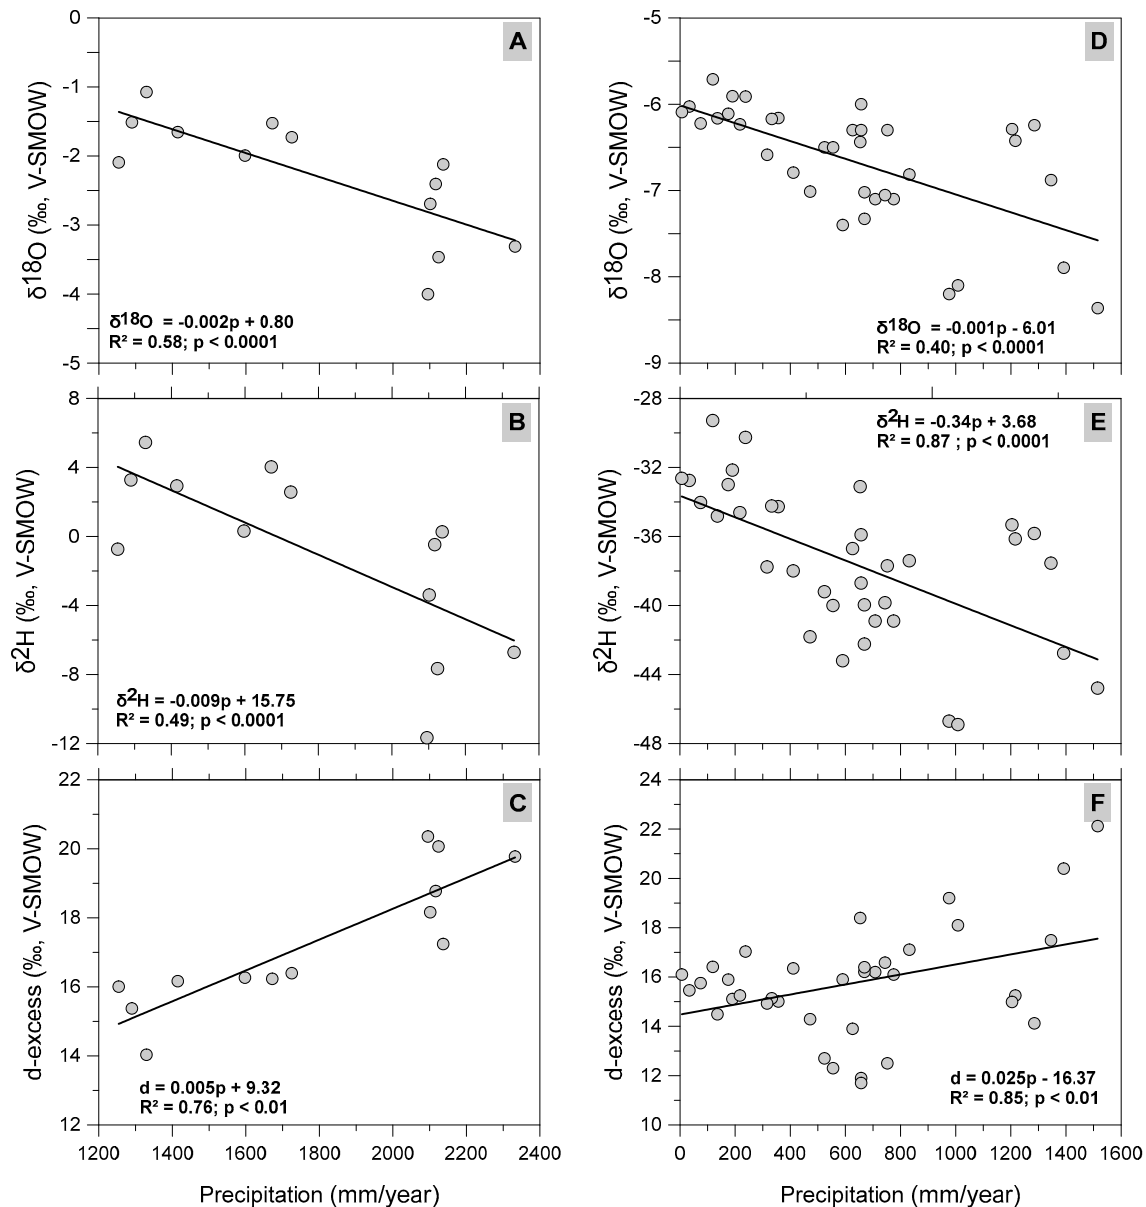 A
0
-1
-2
-3
-4
-5
δ18O (‰, V-SMOW)
δ18O = -0.002p + 0.80
R² = 0.58; p < 0.0001
D
-5
-6
-7
-8
-9
δ18O (‰, V-SMOW)
δ18O = -0.001p - 6.01
R² = 0.40; p < 0.0001
B
8
4
0
-4
-8
-12
δ2H (‰, V-SMOW)
δ2H = -0.009p + 15.75
R² = 0.49; p < 0.0001
E
-28
-32
-36
-40
-44
-48
δ2H (‰, V-SMOW)
δ2H = -0.34p + 3.68
R² = 0.87 ; p < 0.0001
C
22
20
18
16
14
12
d-excess (‰, V-SMOW)
d = 0.005p + 9.32
R² = 0.76; p < 0.01
1200 1400 1600 1800 2000 2200 2400
Precipitation (mm/year)
F
24
22
20
18
16
14
12
10
d-excess (‰, V-SMOW)
d = 0.025p - 16.37
R² = 0.85; p < 0.01
0 200 400 600 800 1000 1200 1400 1600
Precipitation (mm/year)